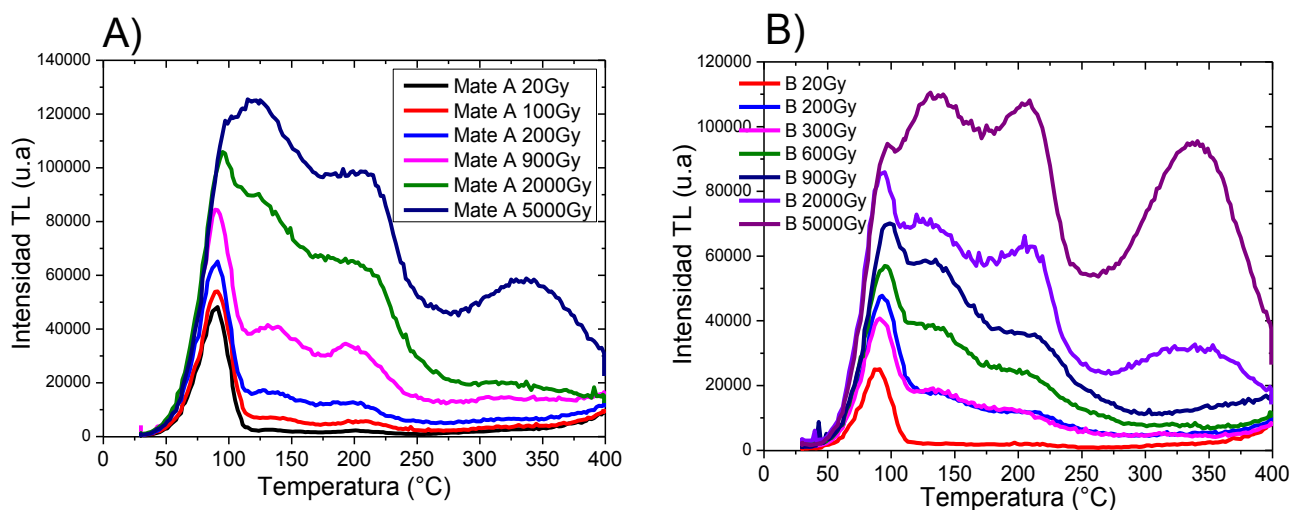 A)
140000
120000
100000
80000
60000
40000
20000
0
Intensidad TL (u.a)
0 50 100 150 200 250 300 350 400
Temperatura (°C)
Mate A 20Gy
Mate A 100Gy
Mate A 200Gy
Mate A 900Gy
Mate A 2000Gy
Mate A 5000Gy
B)
120000
100000
80000
60000
40000
20000
0
Intensidad TL (u.a)
0 50 100 150 200 250 300 350 400
Temperatura (°C)
B 20Gy
B 200Gy
B 300Gy
B 600Gy
B 900Gy
B 2000Gy
B 5000Gy